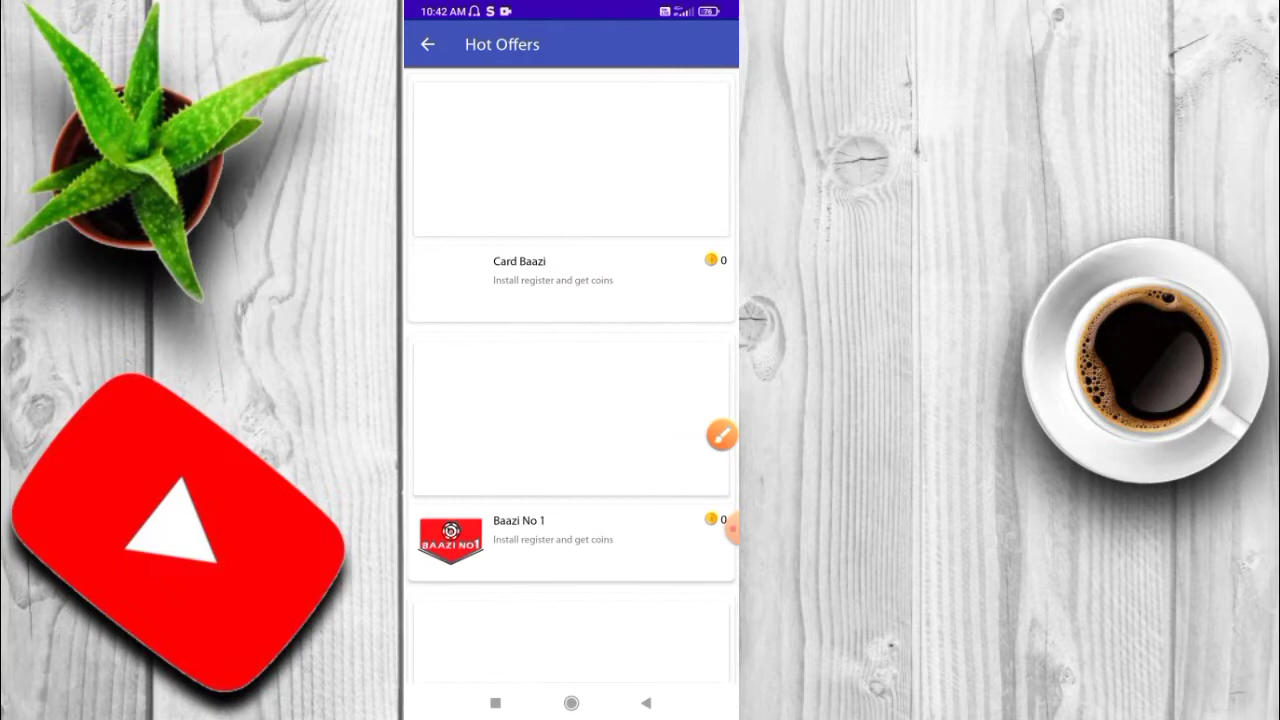 10:42 AM S 76
Hot Offers
Card Baazi
0
Install register and get coins
Baazi No 1
0
BAAZI NO1
Install register and get coins